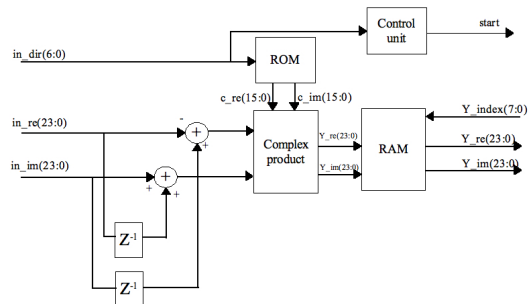 Control
unit
start
in_dir(6:0)
ROM
c_re(15:0)
c_im(15:0)
Y_index(7:0)
in_re(23:0)
-
+
+
Complex
product
Y_re(23:0)
RAM
Y_re(23:0)
in_im(23:0)
+
+
+
Y_im(23:0)
Y_im(23:0)
Z-1
Z-1